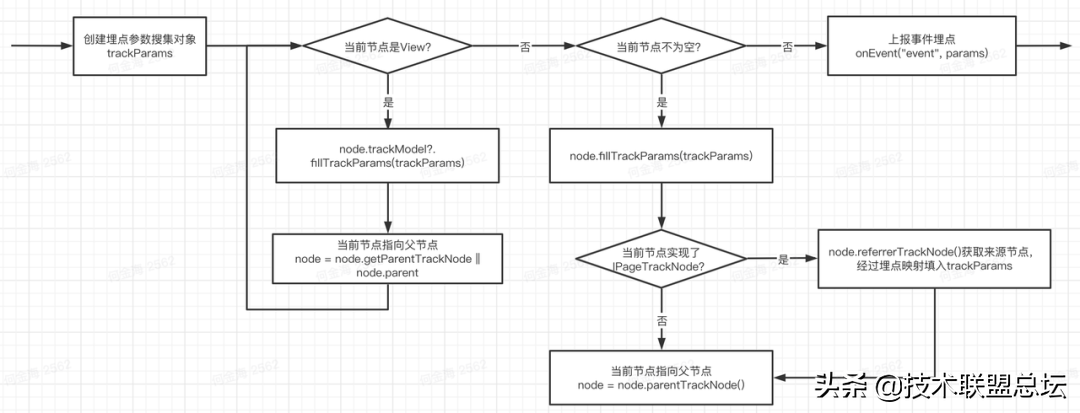 创建埋点参数搜集对象
trackParams
当前节点是View?
否
当前节点不为空?
否
上报事件埋点
onEvent("event", params)
是
是
node.trackModel?.
fillTrackParams(trackParams)
node.fillTrackParams(trackParams)
当前节点指向父节点
node = node.getParentTrackNode ||
node.parent
当前节点实现了
IPageTrackNode?
是
node.referrerTrackNode()获取来源节点,
经过埋点映射填入trackParams
否
当前节点指向父节点
node = node.parentTrackNode()
头条 @技术联盟总坛